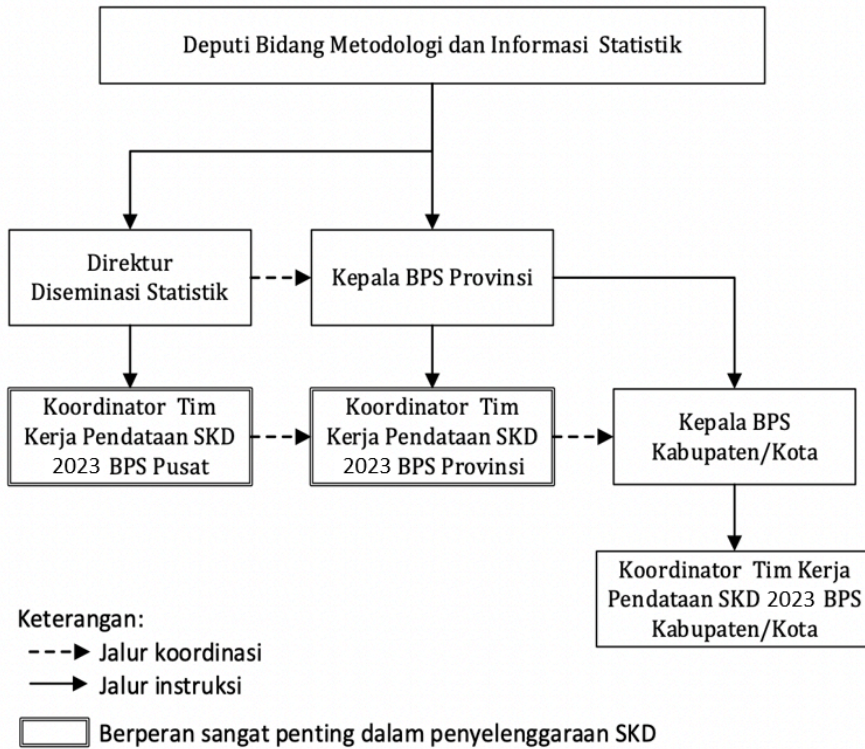 Deputi Bidang Metodologi dan Informasi Statistik
Direktur
Diseminasi Statistik
Kepala BPS Provinsi
Koordinator Tim
Kerja Pendataan SKD
2023 BPS Pusat
Koordinator Tim
Kerja Pendataan SKD
2023 BPS Provinsi
Kepala BPS
Kabupaten/Kota
Koordinator Tim Kerja
Pendataan SKD 2023 BPS
Kabupaten/Kota
Keterangan:
Jalur koordinasi
Jalur instruksi
Berperan sangat penting dalam penyelenggaraan SKD